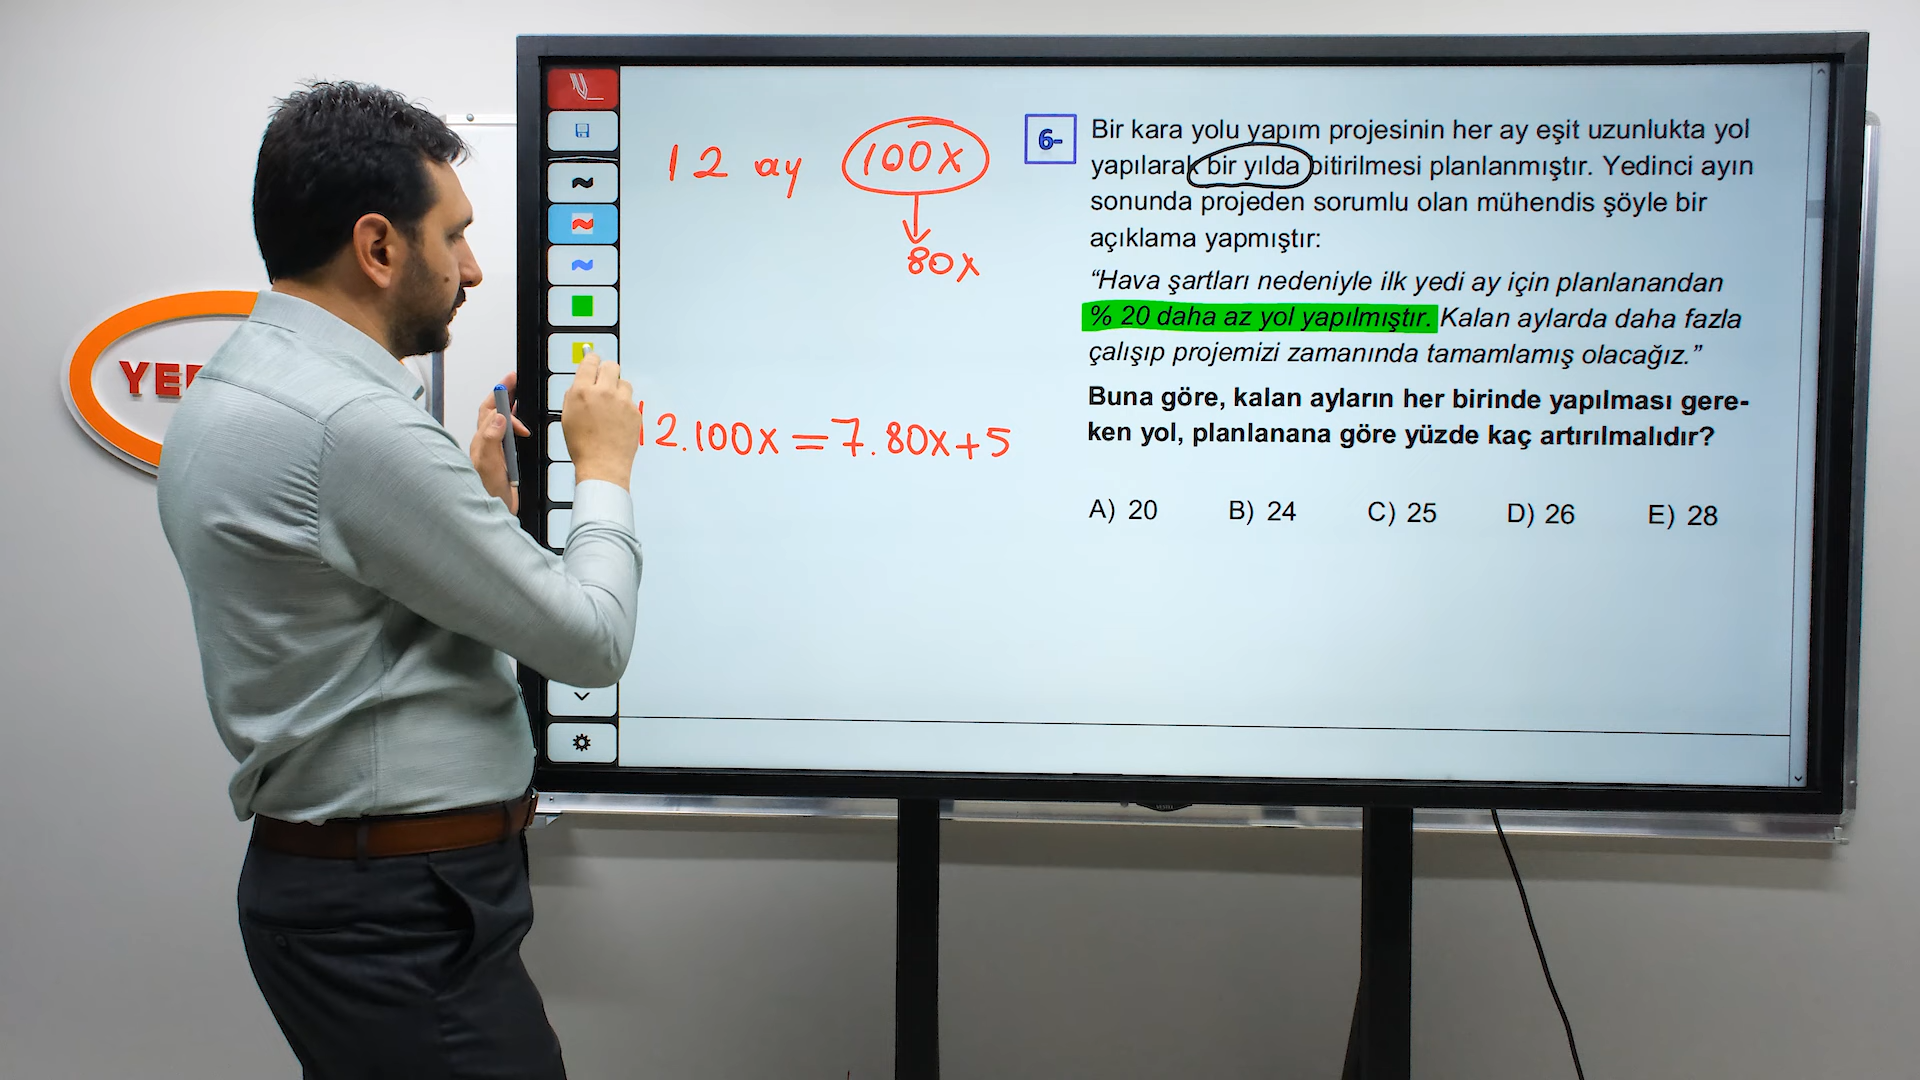 12 ay 100x
80x
12.100x=7.80x+5
6-
Bir kara yolu yapım projesinin her ay eşit uzunlukta yol
yapılarak bir yılda bitirilmesi planlanmıştır. Yedinci ayın
sonunda projeden sorumlu olan mühendis şöyle bir
açıklama yapmıştır:
“Hava şartları nedeniyle ilk yedi ay için planlanandan
% 20 daha az yol yapılmıştır. Kalan aylarda daha fazla
çalışıp projemizi zamanında tamamlamış olacağız.”
Buna göre, kalan ayların her birinde yapılması gere-
ken yol, planlanana göre yüzde kaç artırılmalıdır?
A) 20 B) 24 C) 25 D) 26 E) 28